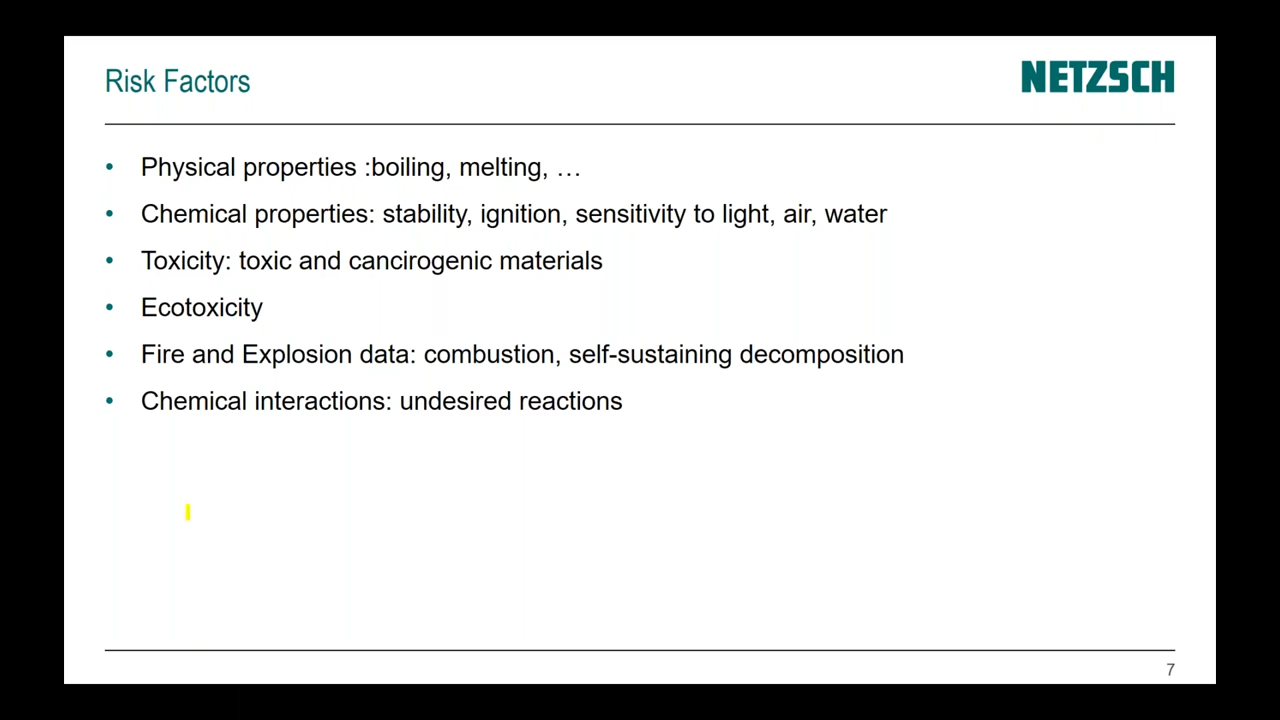 Risk Factors
NETZSCH
• Physical properties :boiling, melting, …
• Chemical properties: stability, ignition, sensitivity to light, air, water
• Toxicity: toxic and cancirogenic materials
• Ecotoxicity
• Fire and Explosion data: combustion, self-sustaining decomposition
• Chemical interactions: undesired reactions
7